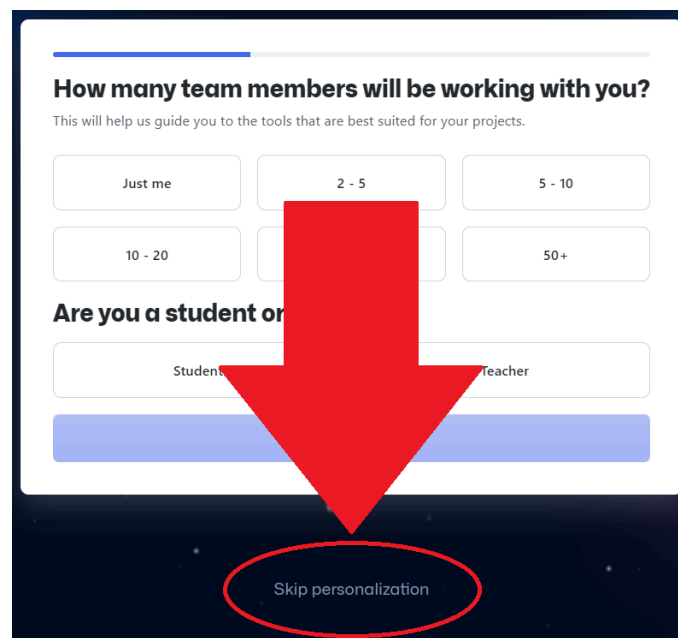 How many team members will be working with you?
This will help us guide you to the tools that are best suited for your projects.
Just me 2 - 5 5 - 10
10 - 20 50+
Are you a student or
Student Teacher
Skip personalization